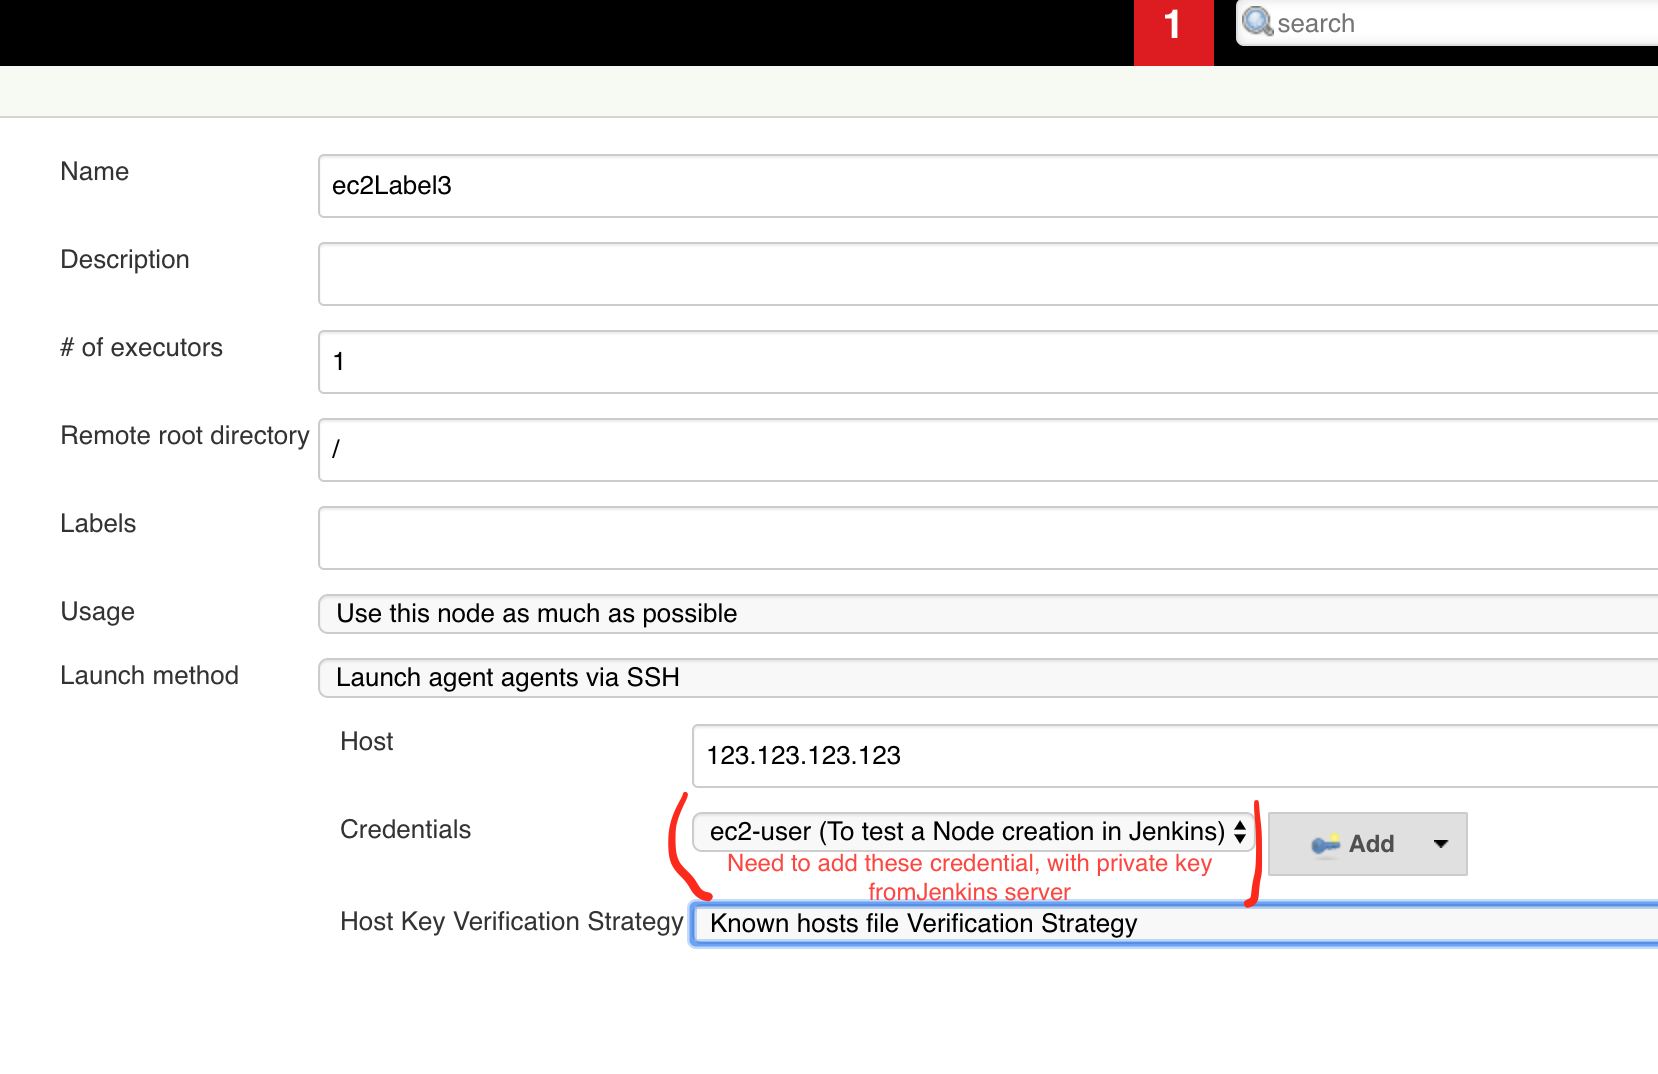 1
search
Name
ec2Label3
Description
# of executors
1
Remote root directory
/
Labels
Usage
Use this node as much as possible
Launch method
Launch agent agents via SSH
Host
123.123.123.123
Credentials
ec2-user (To test a Node creation in Jenkins)
Add
Need to add these credential, with private key
fromJenkins server
Host Key Verification Strategy
Known hosts file Verification Strategy